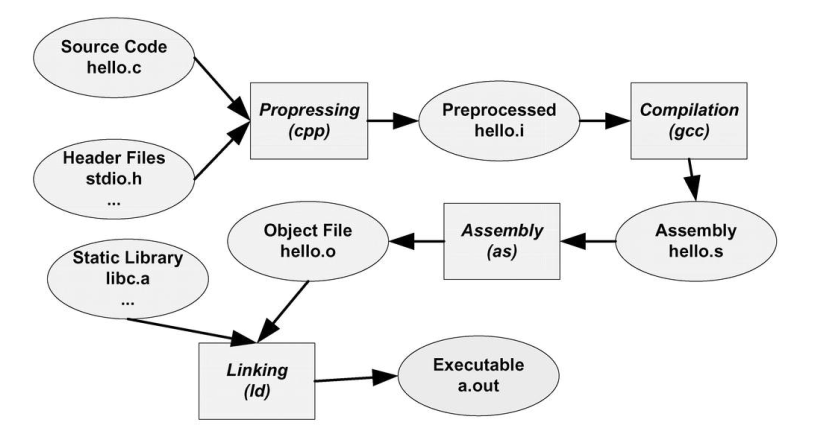 Source Code
hello.c
Header Files
stdio.h
...
Propressing
(cpp)
Preprocessed
hello.i
Compilation
(gcc)
Assembly
hello.s
Assembly
(as)
Object File
hello.o
Static Library
libc.a
...
Linking
(ld)
Executable
a.out